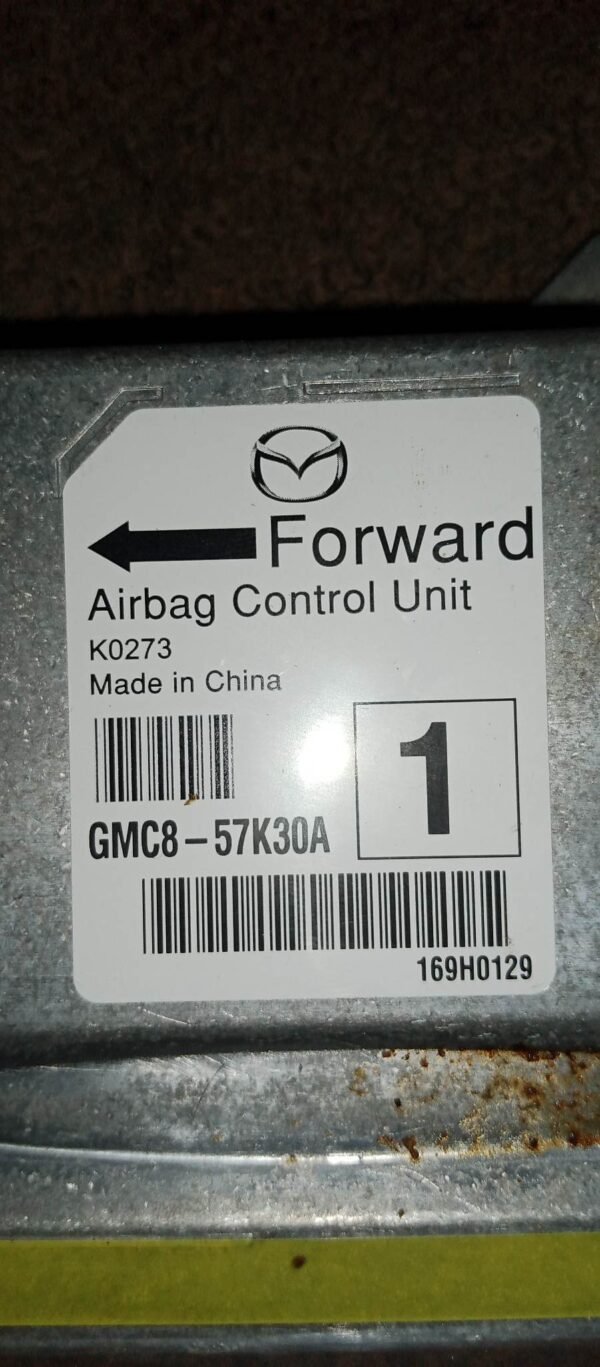 Forward
Airbag Control Unit
K0273
Made in China
1
GMC8-57K30A
169H0129